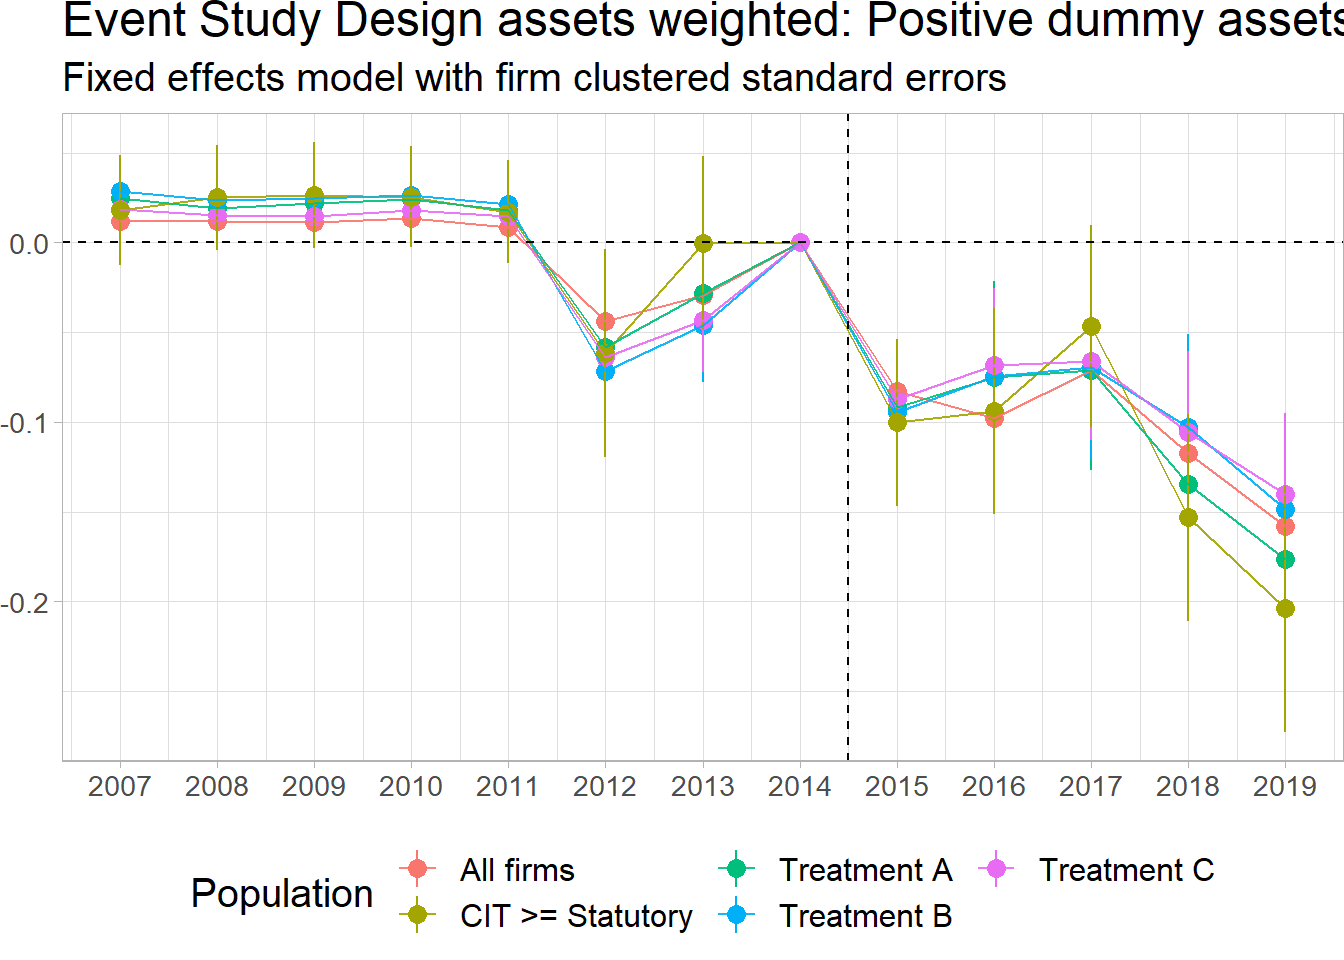 Event Study Design assets weighted: Positive dummy assets
Fixed effects model with firm clustered standard errors
0.0
-0.1
-0.2
2007 2008 2009 2010 2011 2012 2013 2014 2015 2016 2017 2018 2019
Population
All firms
CIT >= Statutory
Treatment A
Treatment B
Treatment C